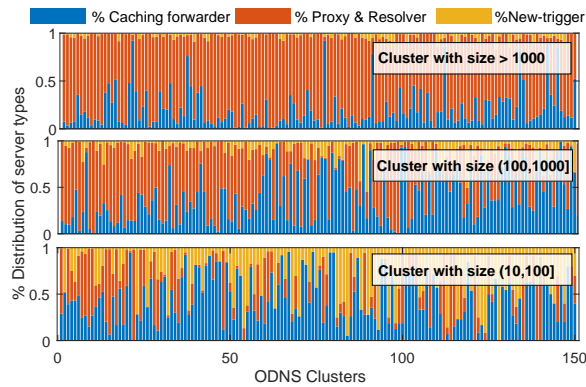 % Caching forwarder % Proxy & Resolver %New-trigger
% Distribution of server types
1
0.5
0
Cluster with size > 1000
1
0.5
0
Cluster with size (100,1000]
1
0.5
0
Cluster with size (10,100]
0 50 100 150
ODNS Clusters